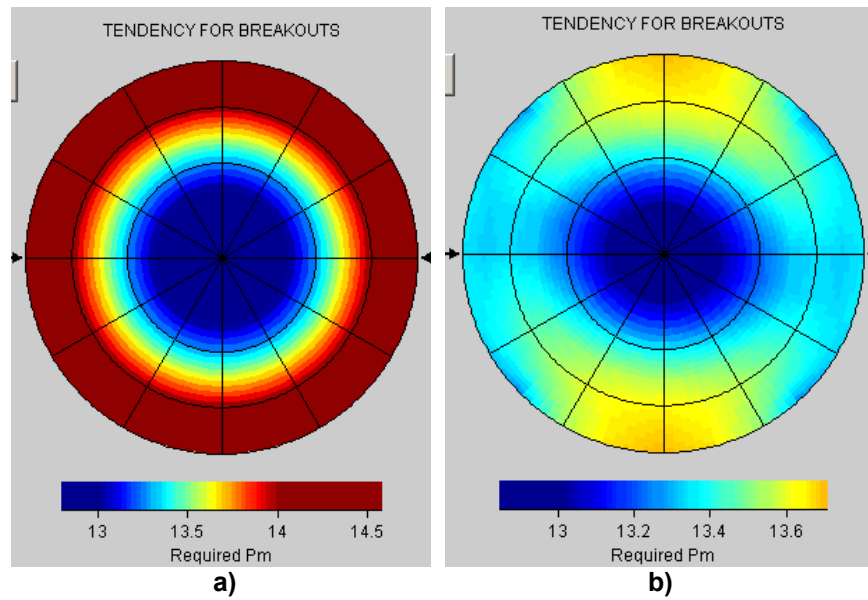 TENDENCY FOR BREAKOUTS
13 13.5 14 14.5
Required Pm
a)
TENDENCY FOR BREAKOUTS
13 13.2 13.4 13.6
Required Pm
b)